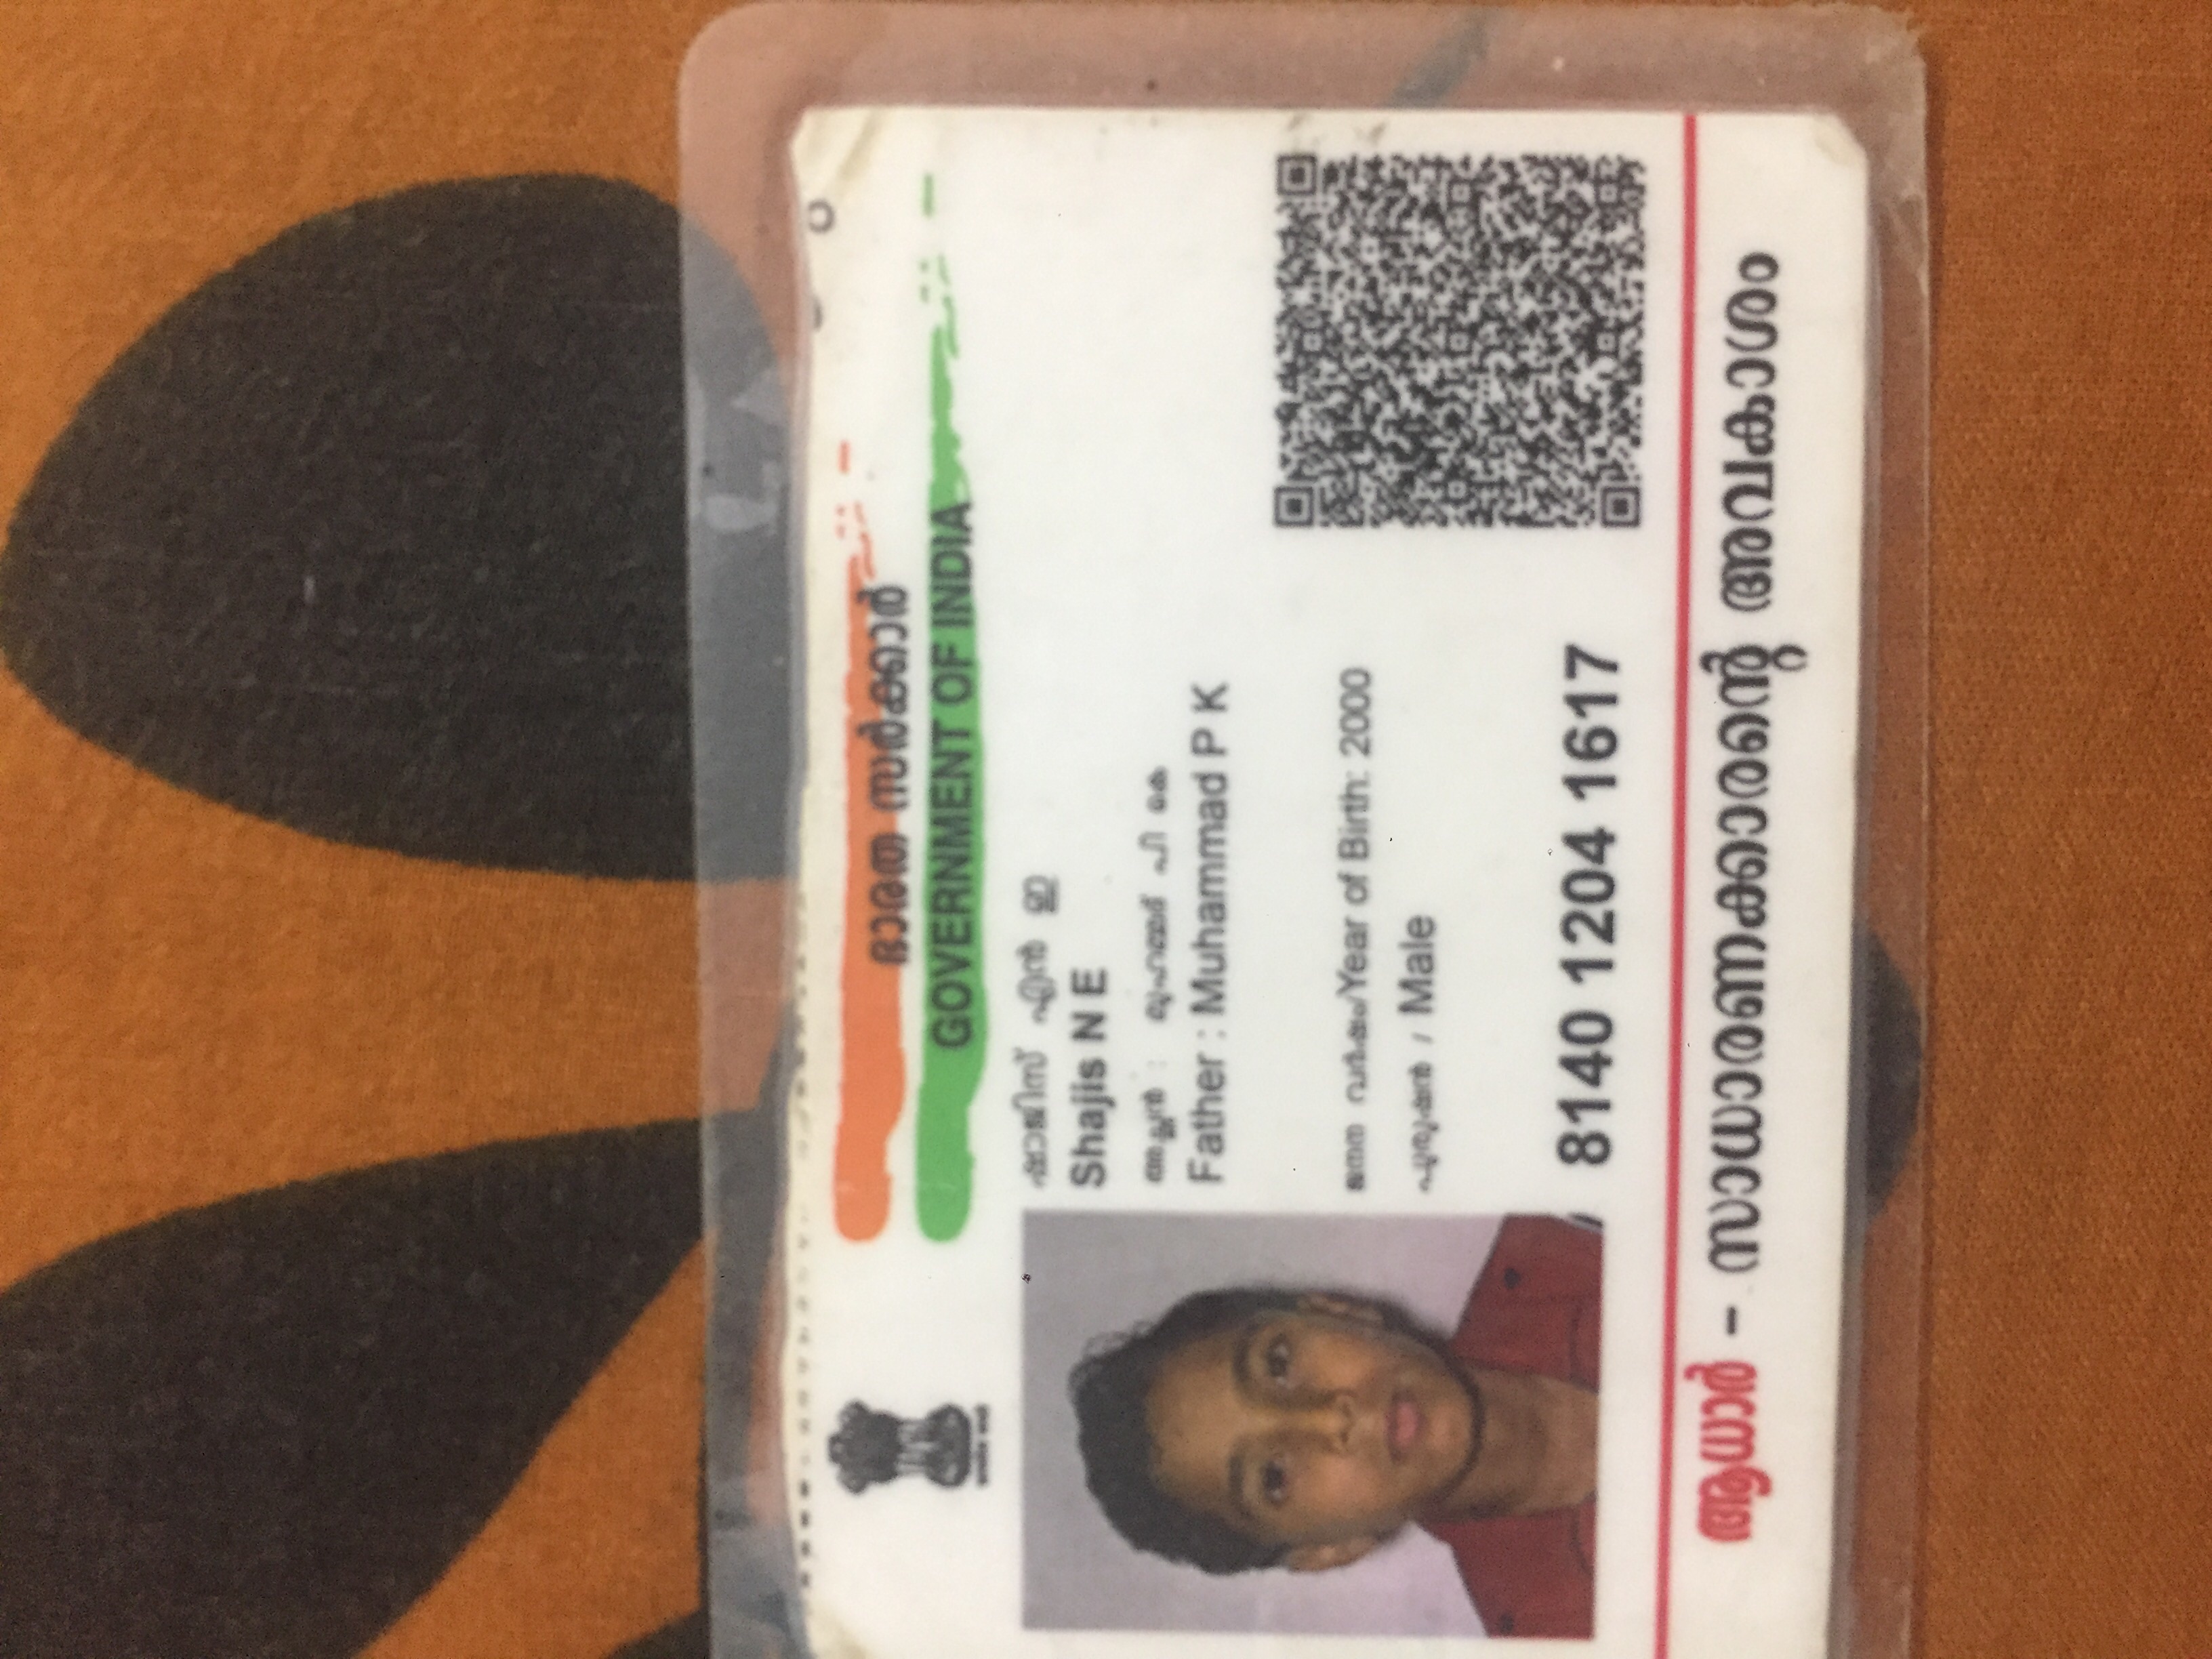 ഭാരത സർക്കാർ
GOVERNMENT OF INDIA
ഷാജിസ് എൻ ഇ
Shajis N E
അച്ഛൻ : മുഹമ്മദ് പി കെ
Father : Muhammad P K
ജനന വർഷം/Year of Birth: 2000
പുരുഷൻ / Male
8140 1204 1617
ആധാർ - സാധാരണക്കാരന്റെ അവകാശം